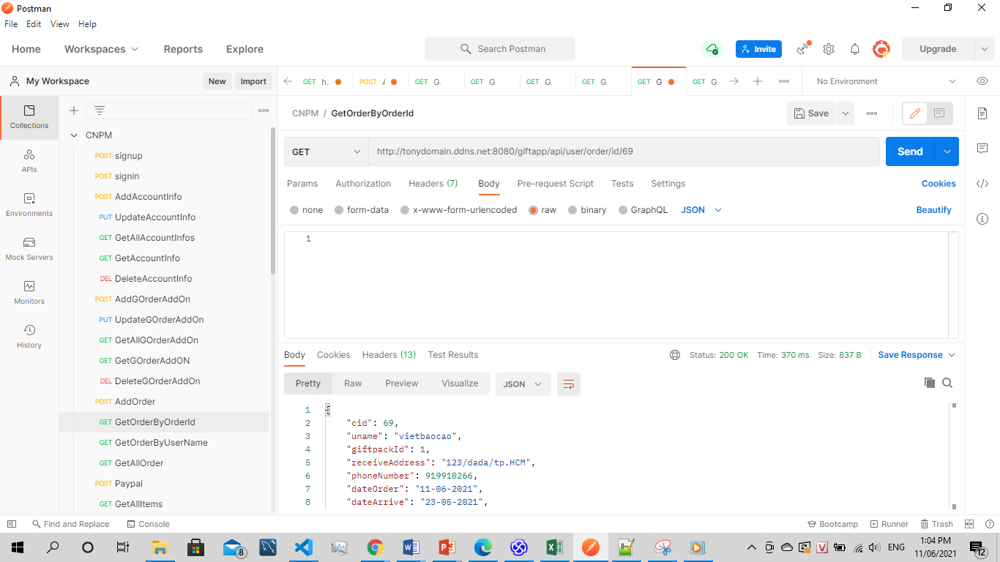 Postman
File Edit View Help
Home Workspaces Reports Explore Search Postman Invite Upgrade
My Workspace New Import GET h. POST A GET G. GET G. GET G. GET G. GET G GET G No Environment
Collections
APIs
Environments
Mock Servers
Monitors
History
CNPM
POST signup
POST signin
POST AddAccountInfo
PUT UpdateAccountInfo
GET GetAllAccountInfos
GET GetAccountInfo
DEL DeleteAccountInfo
POST AddGOrderAddOn
PUT UpdateGOrderAddOn
GET GetAllGOrderAddOn
GET GetGOrderAddON
DEL DeleteGOrderAddOn
POST AddOrder
GET GetOrderByOrderId
GET GetOrderByUserName
GET GetAllOrder
POST Paypal
GET GetAllItems
CNPM / GetOrderByOrderId Save
GET http://tonydomain.ddns.net:8080/giftapp/api/user/order/id/69 Send
Params Authorization Headers (7) Body Pre-request Script Tests Settings Cookies
none form-data x-www-form-urlencoded raw binary GraphQL JSON Beautify
1
Body Cookies Headers (13) Test Results Status: 200 OK Time: 370 ms Size: 837 B Save Response
Pretty Raw Preview Visualize JSON
1 {
2 "cid": 69,
3 "uname": "vietbaocao",
4 "giftpackId": 1,
5 "receiveAddress": "123/dada/tp.HCM",
6 "phoneNumber": 919910266,
7 "dateOrder": "11-06-2021",
8 "dateArrive": "23-05-2021",
Find and Replace Console Bootcamp Runner Trash
8 ENG 1:04 PM
11/06/2021 12